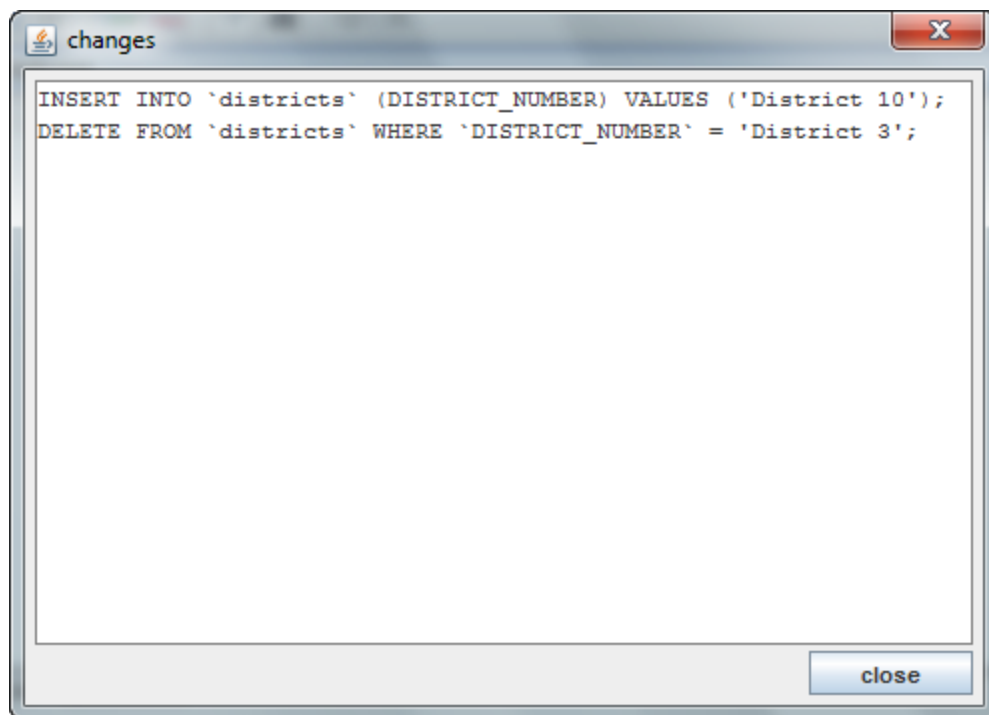 changes
INSERT INTO `districts` (DISTRICT_NUMBER) VALUES ('District 10');
DELETE FROM `districts` WHERE `DISTRICT_NUMBER` = 'District 3';
close